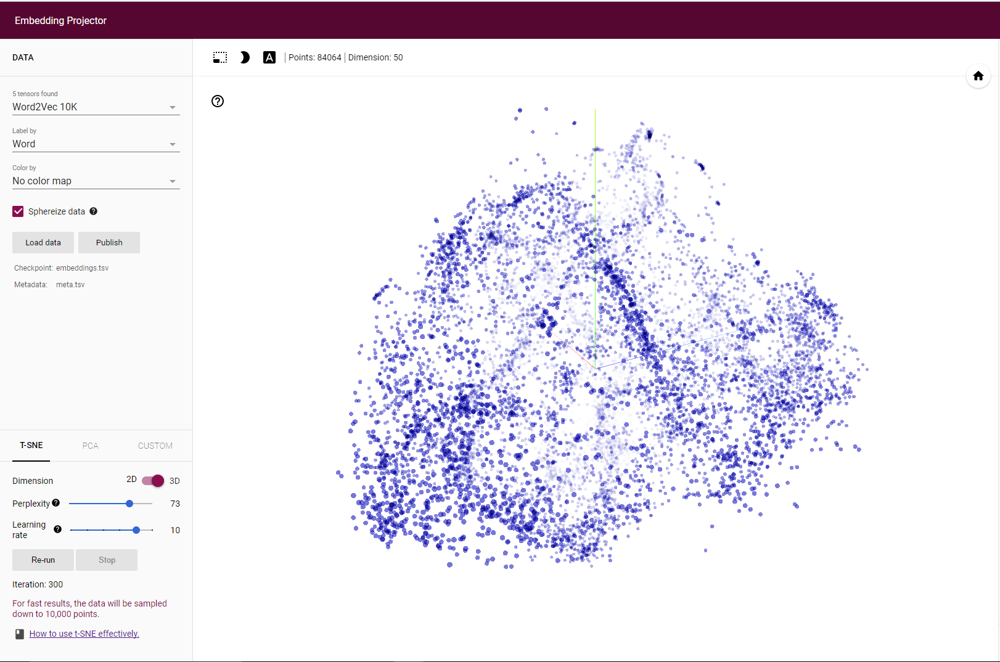 Embedding Projector
DATA
A
Points: 84064 | Dimension: 50
5 tensors found
Word2Vec 10K
Label by
Word
Color by
No color map
Sphereize data ?
Load data
Publish
Checkpoint: embeddings.tsv
Metadata: meta.tsv
?
T-SNE
PCA
CUSTOM
Dimension 2D 3D
Perplexity ? 73
Learning rate ? 10
Re-run
Stop
Iteration: 300
For fast results, the data will be sampled
down to 10,000 points.
How to use t-SNE effectively.